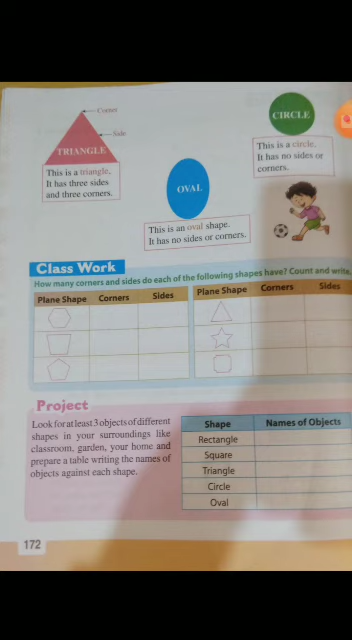 Corner
Side
TRIANGLE
CIRCLE
This is a triangle.
It has three sides
and three corners.
OVAL
This is a circle.
It has no sides or
corners.
This is an oval shape.
It has no sides or corners.
Class Work
How many corners and sides do each of the following shapes have? Count and write.
Plane Shape Corners Sides Plane Shape Corners Sides
Project
Look for at least 3 objects of different
shapes in your surroundings like
classroom, garden, your home and
prepare a table writing the names of
objects against each shape.
Shape Names of Objects
Rectangle
Square
Triangle
Circle
Oval
172